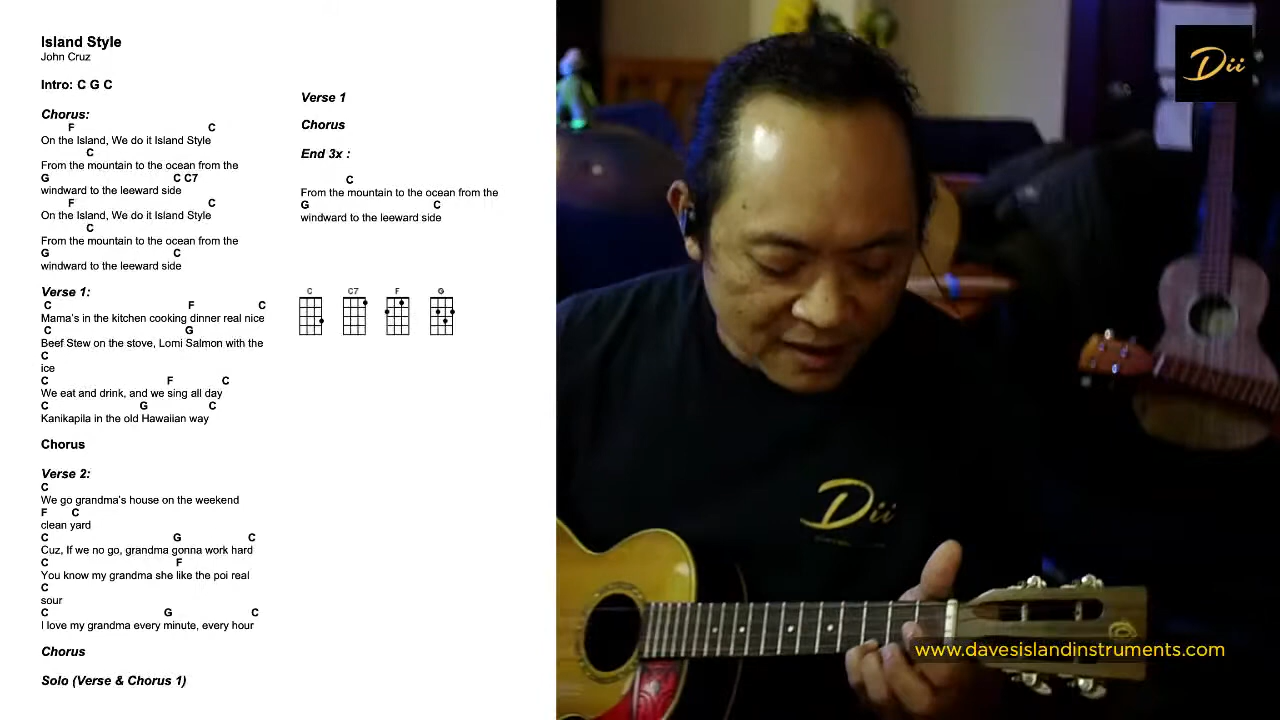 Island Style
John Cruz
Intro: C G C
Chorus:
F C
On the Island, We do it Island Style
C
From the mountain to the ocean from the
G C C7
windward to the leeward side
F C
On the Island, We do it Island Style
C
From the mountain to the ocean from the
G C
windward to the leeward side
Verse 1:
C F C
Mama's in the kitchen cooking dinner real nice
C G
Beef Stew on the stove, Lomi Salmon with the
C
ice
C F C
We eat and drink, and we sing all day
C G C
Kanikapila in the old Hawaiian way
Chorus
Verse 2:
C
We go grandma's house on the weekend
F C
clean yard
C G C
Cuz, If we no go, grandma gonna work hard
C F
You know my grandma she like the poi real
C
sour
C G C
I love my grandma every minute, every hour
Chorus
Solo (Verse & Chorus 1)
Verse 1
Chorus
End 3x :
C
From the mountain to the ocean from the
G C
windward to the leeward side
C C7 F G
Dii
Dii
www.davesislandinstruments.com